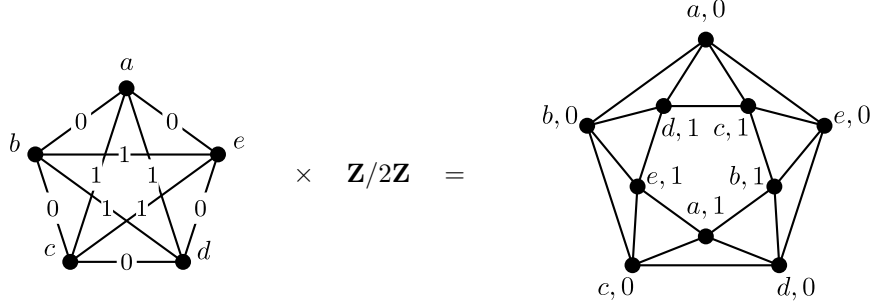 a
b
e
c
d
0
0
1
1
1
0
1
1
0
0
× Z/2Z =
a, 0
b, 0
e, 0
d, 1
c, 1
e, 1
b, 1
a, 1
c, 0
d, 0